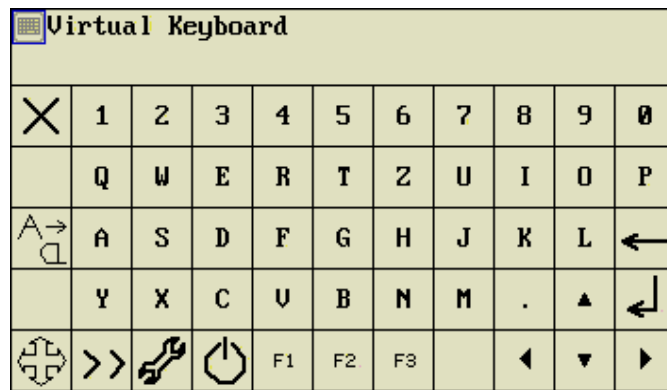 Virtual Keyboard
1 2 3 4 5 6 7 8 9 0
Q W E R T Z U I O P
A→a A S D F G H J K L ←
Y X C V B N M . ▲ ↵
>> F1 F2 F3 ◀ ▼ ▶